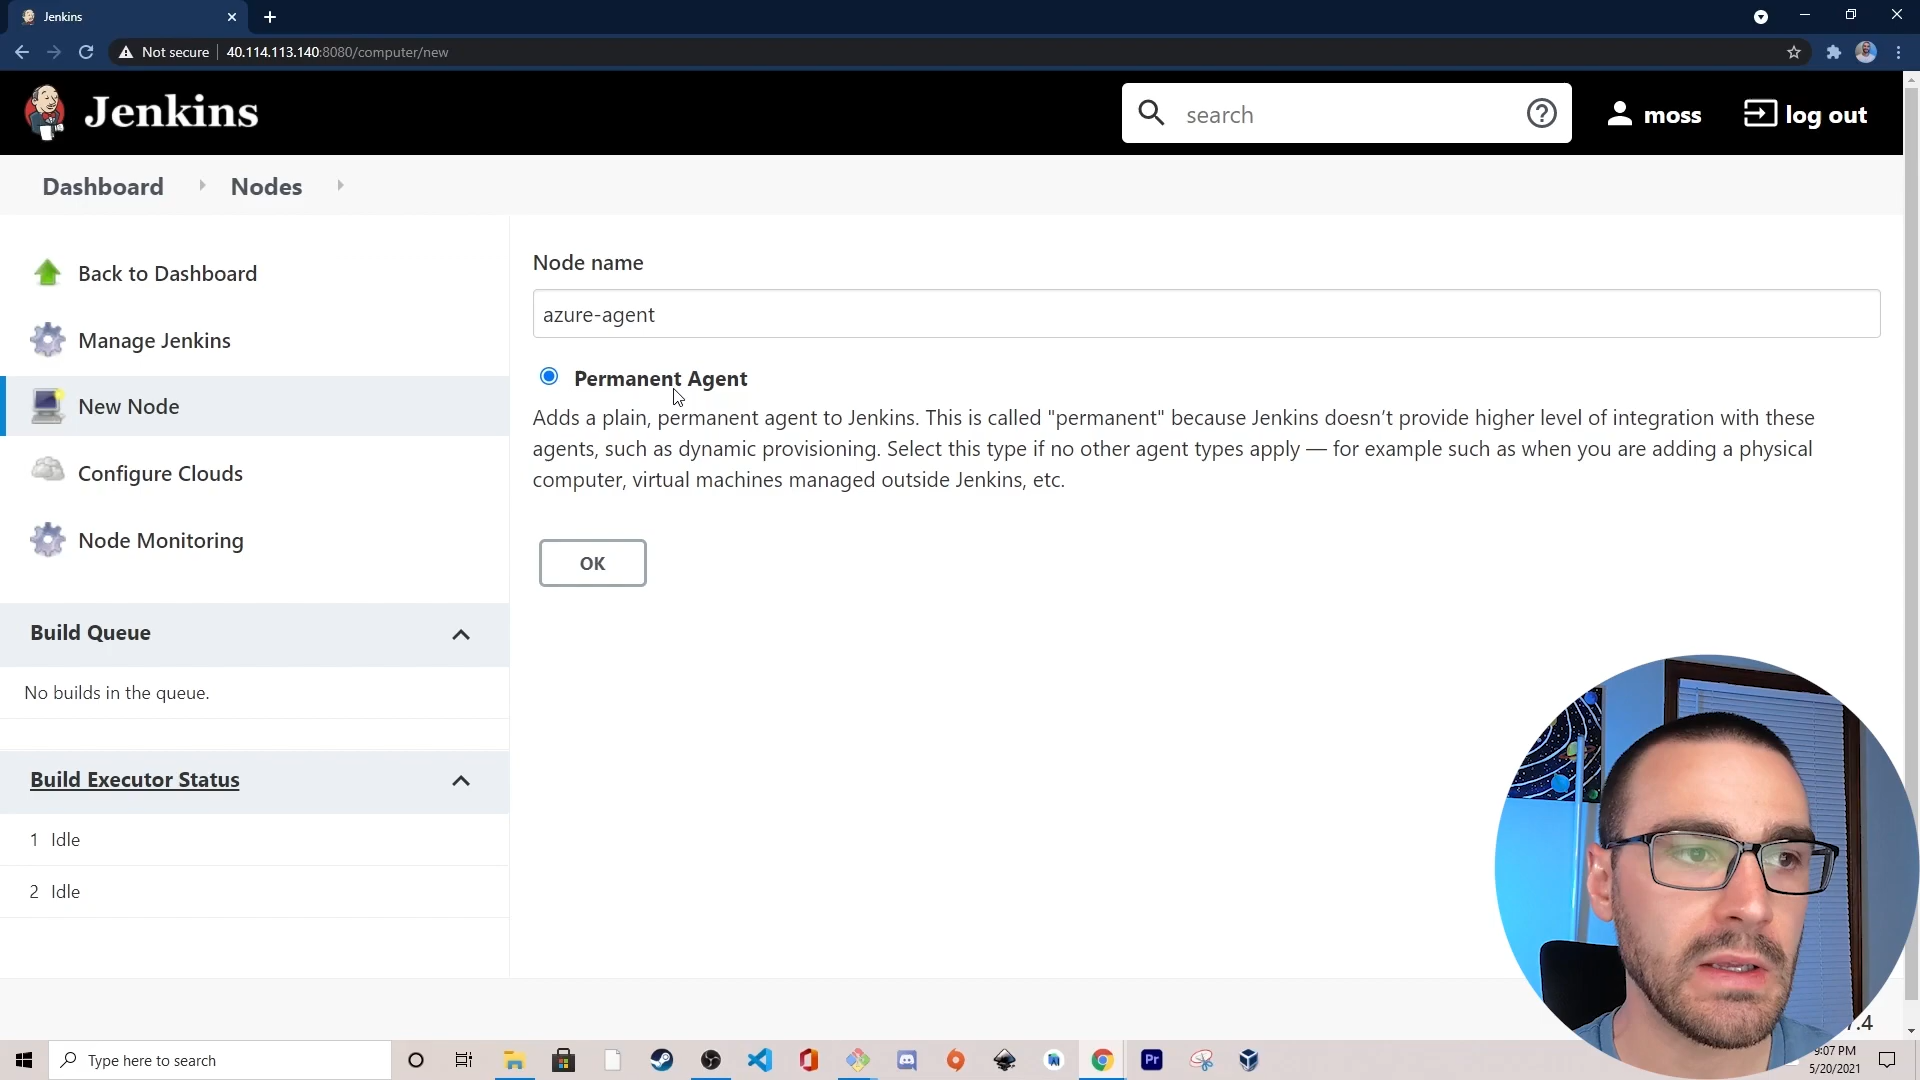 Jenkins
Not secure
40.114.113.140:8080/computer/new
Jenkins
search
moss
log out
Dashboard
Nodes
Back to Dashboard
Manage Jenkins
New Node
Configure Clouds
Node Monitoring
Build Queue
No builds in the queue.
Build Executor Status
1 Idle
2 Idle
Node name
azure-agent
Permanent Agent
Adds a plain, permanent agent to Jenkins. This is called "permanent" because Jenkins doesn’t provide higher level of integration with these
agents, such as dynamic provisioning. Select this type if no other agent types apply — for example such as when you are adding a physical
computer, virtual machines managed outside Jenkins, etc.
OK
Type here to search
Pr
9:07 PM
5/20/2021